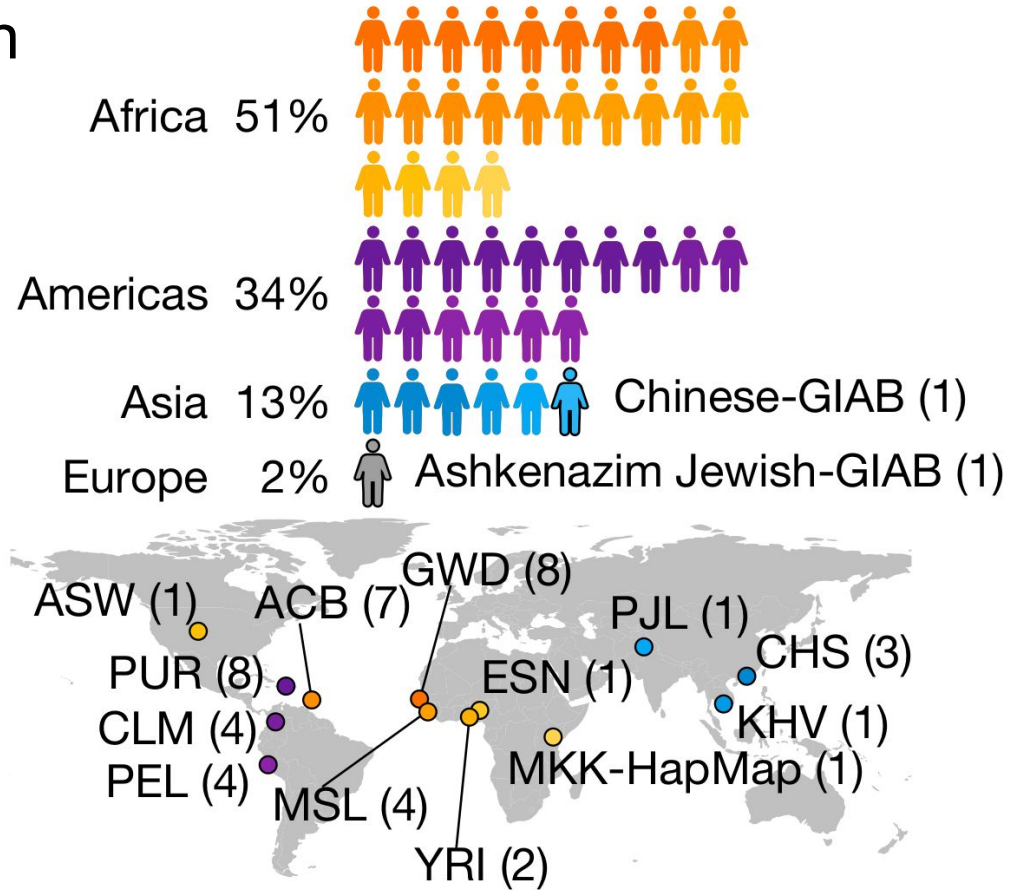 n
Africa 51%
Americas 34%
Asia 13%
Chinese-GIAB (1)
Europe 2%
Ashkenazim Jewish-GIAB (1)
GWD (8)
ASW (1)
ACB (7)
PJL (1)
CHS (3)
PUR (8)
ESN (1)
CLM (4)
KHV (1)
PEL (4)
MKK-HapMap (1)
MSL (4)
YRI (2)